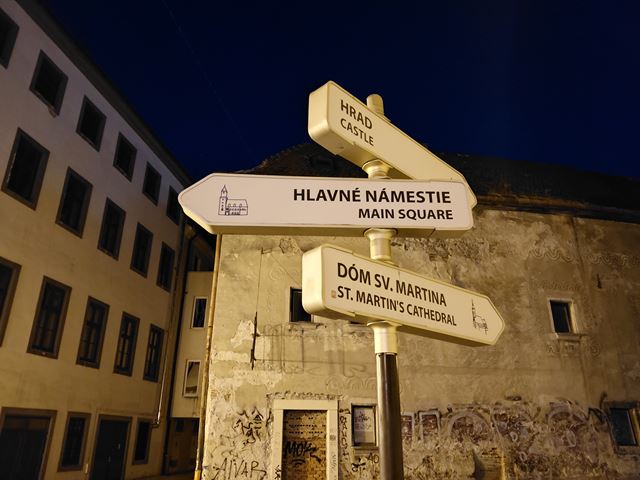 HRAD
CASTLE
HLAVNÉ NÁMESTIE
MAIN SQUARE
DÓM SV. MARTINA
ST. MARTIN'S CATHEDRAL